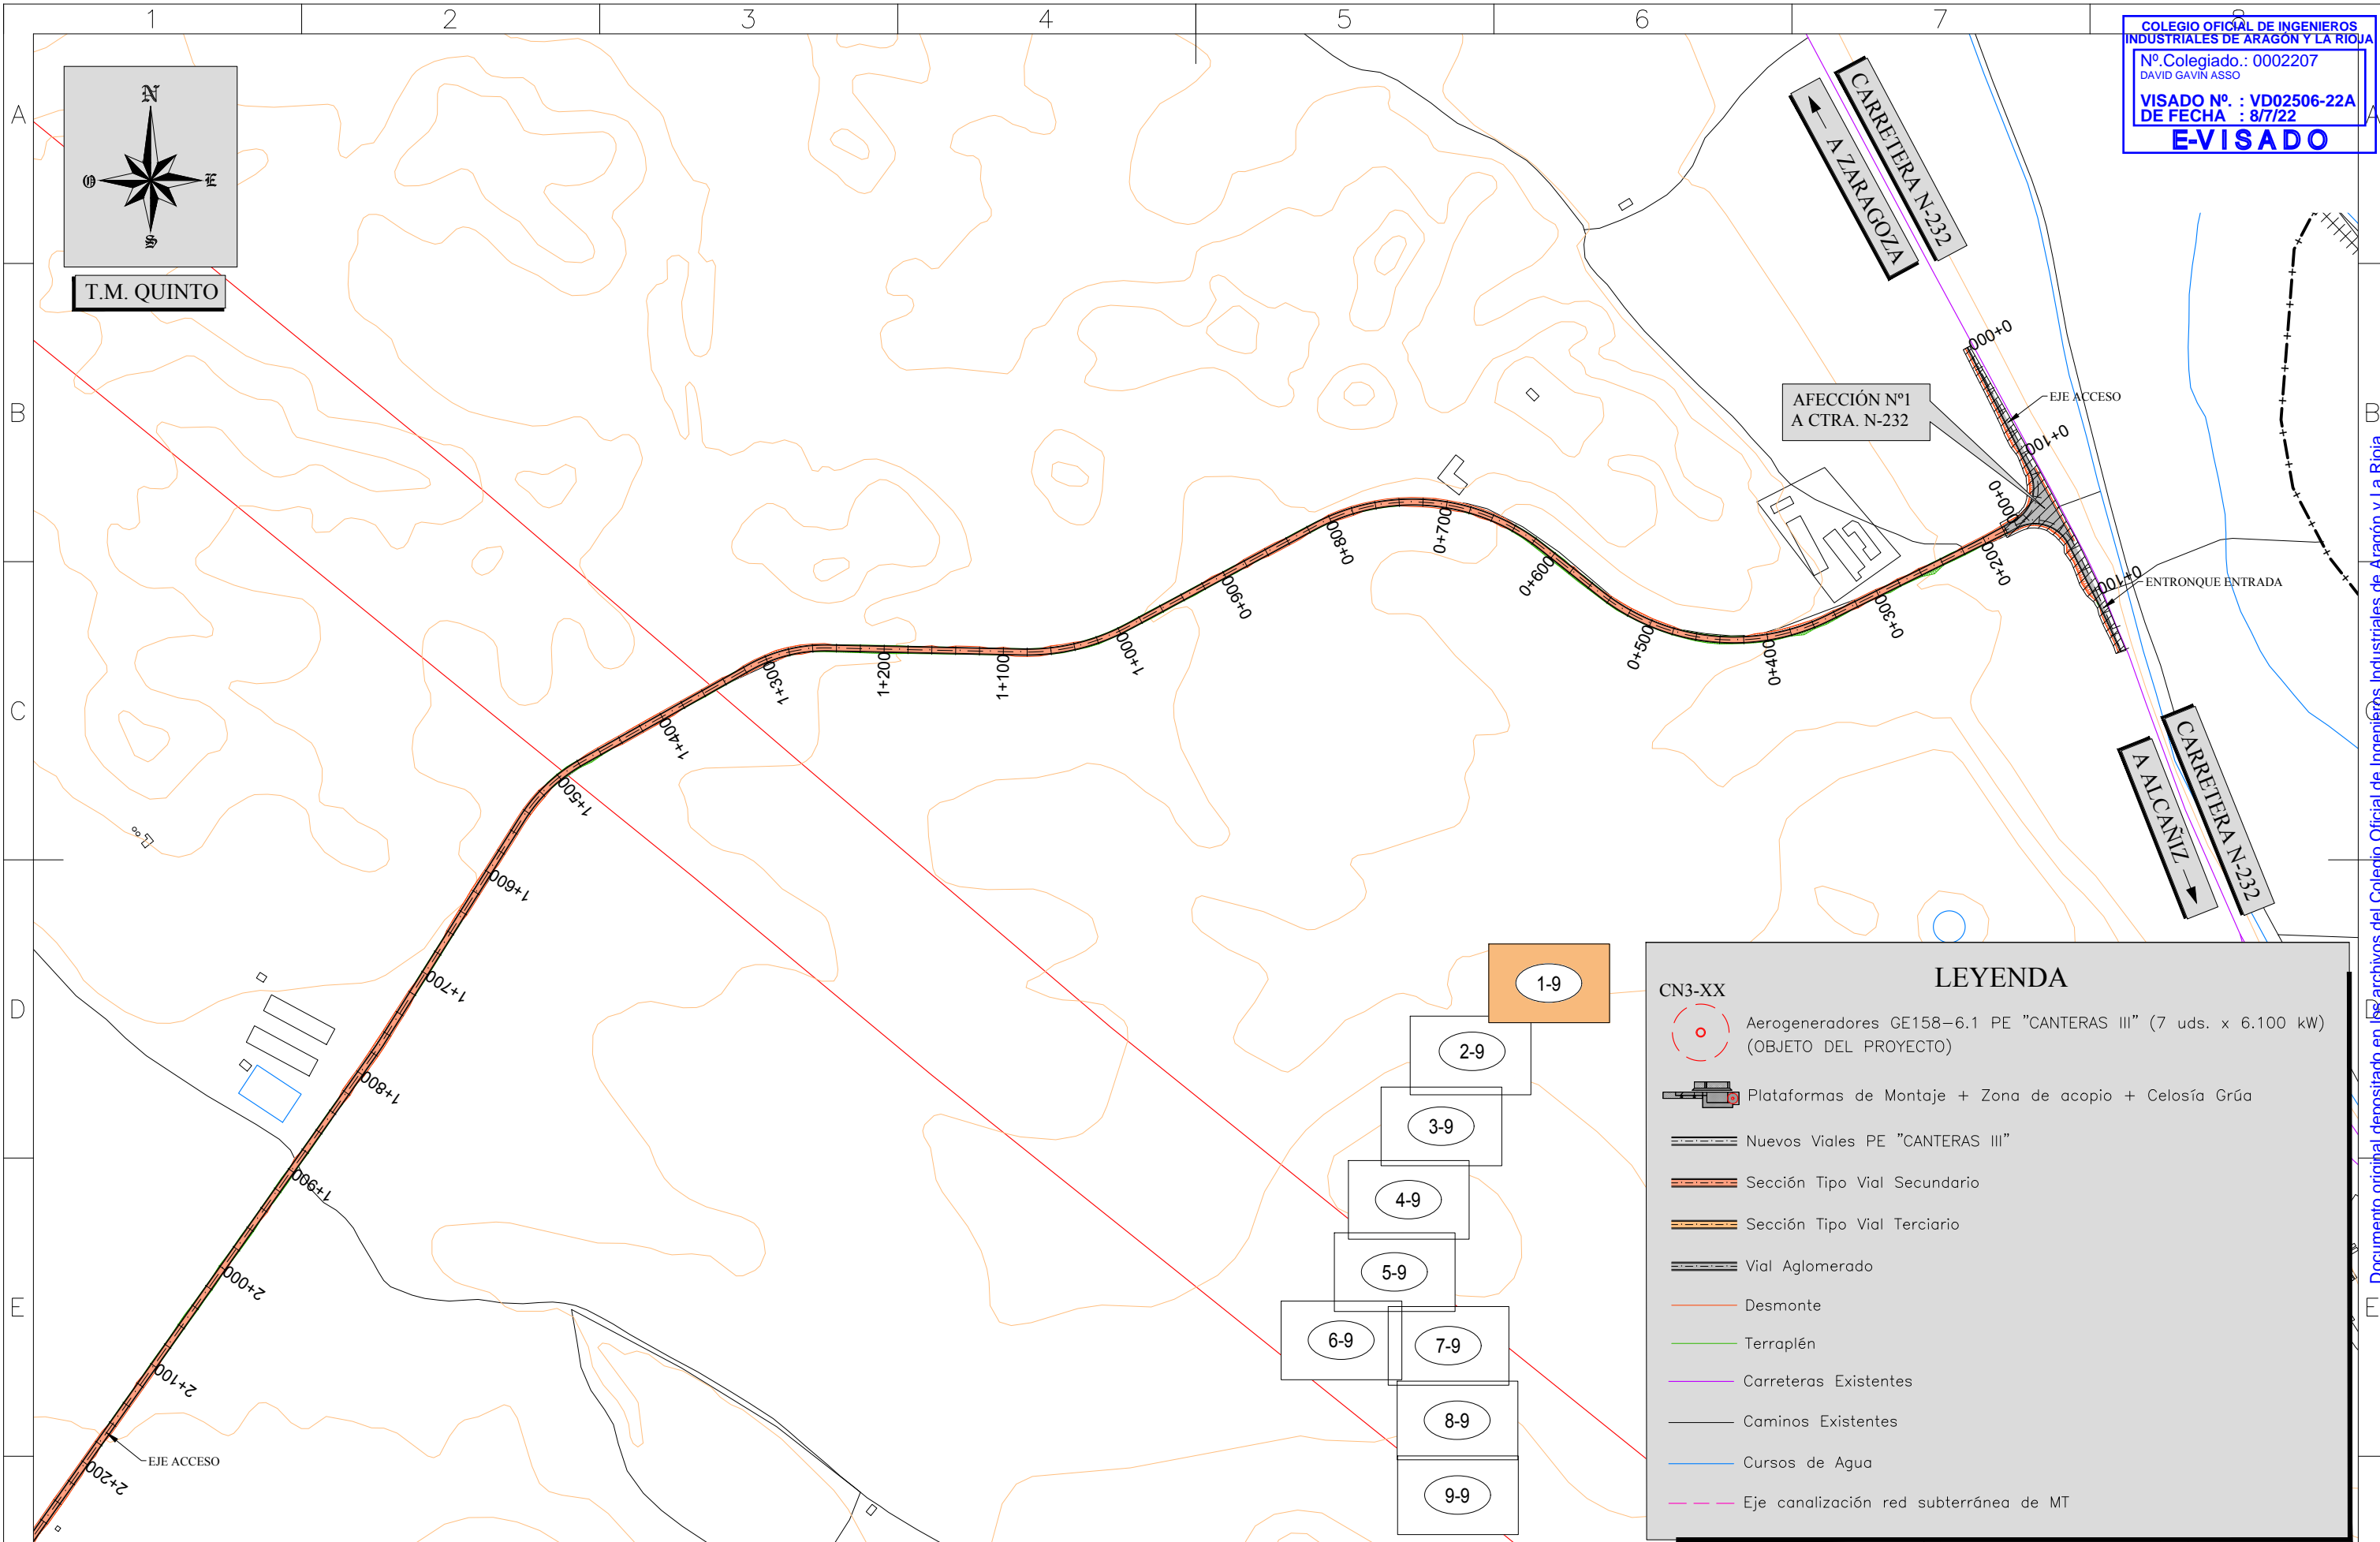 1 2 3 4 5 6 7 8
COLEGIO OFICIAL DE INGENIEROS
INDUSTRIALES DE ARAGÓN Y LA RIOJA
Nº.Colegiado.: 0002207
DAVID GAVÍN ASSO
VISADO Nº. : VD02506-22A
DE FECHA : 8/7/22
E-VISADO
A
A
N
O
E
S
T.M. QUINTO
CARRETERA N-232
A ZARAGOZA
B
B
AFECCIÓN Nº1
A CTRA. N-232
0+000
EJE ACCESO
0+100
0+000
0+200
0+100
ENTRONQUE ENTRADA
0+300
0+400
0+500
0+600
0+700
0+800
0+900
1+000
1+100
1+200
1+300
1+400
1+500
1+600
1+700
1+800
1+900
2+000
2+100
2+200
EJE ACCESO
C
C
CARRETERA N-232
A ALCAÑIZ
D
D
E
E
1-9
2-9
3-9
4-9
5-9
6-9
7-9
8-9
9-9
LEYENDA
CN3-XX
Aerogeneradores GE158-6.1 PE "CANTERAS III" (7 uds. x 6.100 kW)
(OBJETO DEL PROYECTO)
Plataformas de Montaje + Zona de acopio + Celosía Grúa
Nuevos Viales PE "CANTERAS III"
Sección Tipo Vial Secundario
Sección Tipo Vial Terciario
Vial Aglomerado
Desmonte
Terraplén
Carreteras Existentes
Caminos Existentes
Cursos de Agua
Eje canalización red subterránea de MT
Documento original depositado en los archivos del Colegio Oficial de Ingenieros Industriales de Aragón y La Rioja